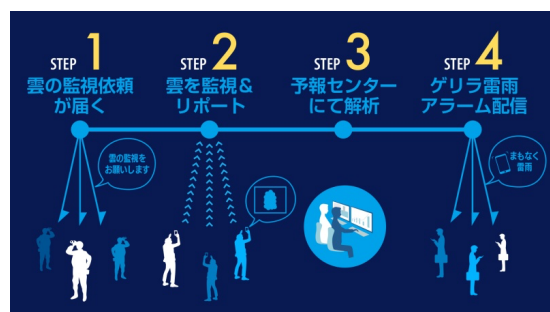 STEP 1
雲の監視依頼
が届く
STEP 2
雲を監視&
リポート
STEP 3
予報センター
にて解析
STEP 4
ゲリラ雷雨
アラーム配信
雲の監視を
お願いします
まもなく
雷雨